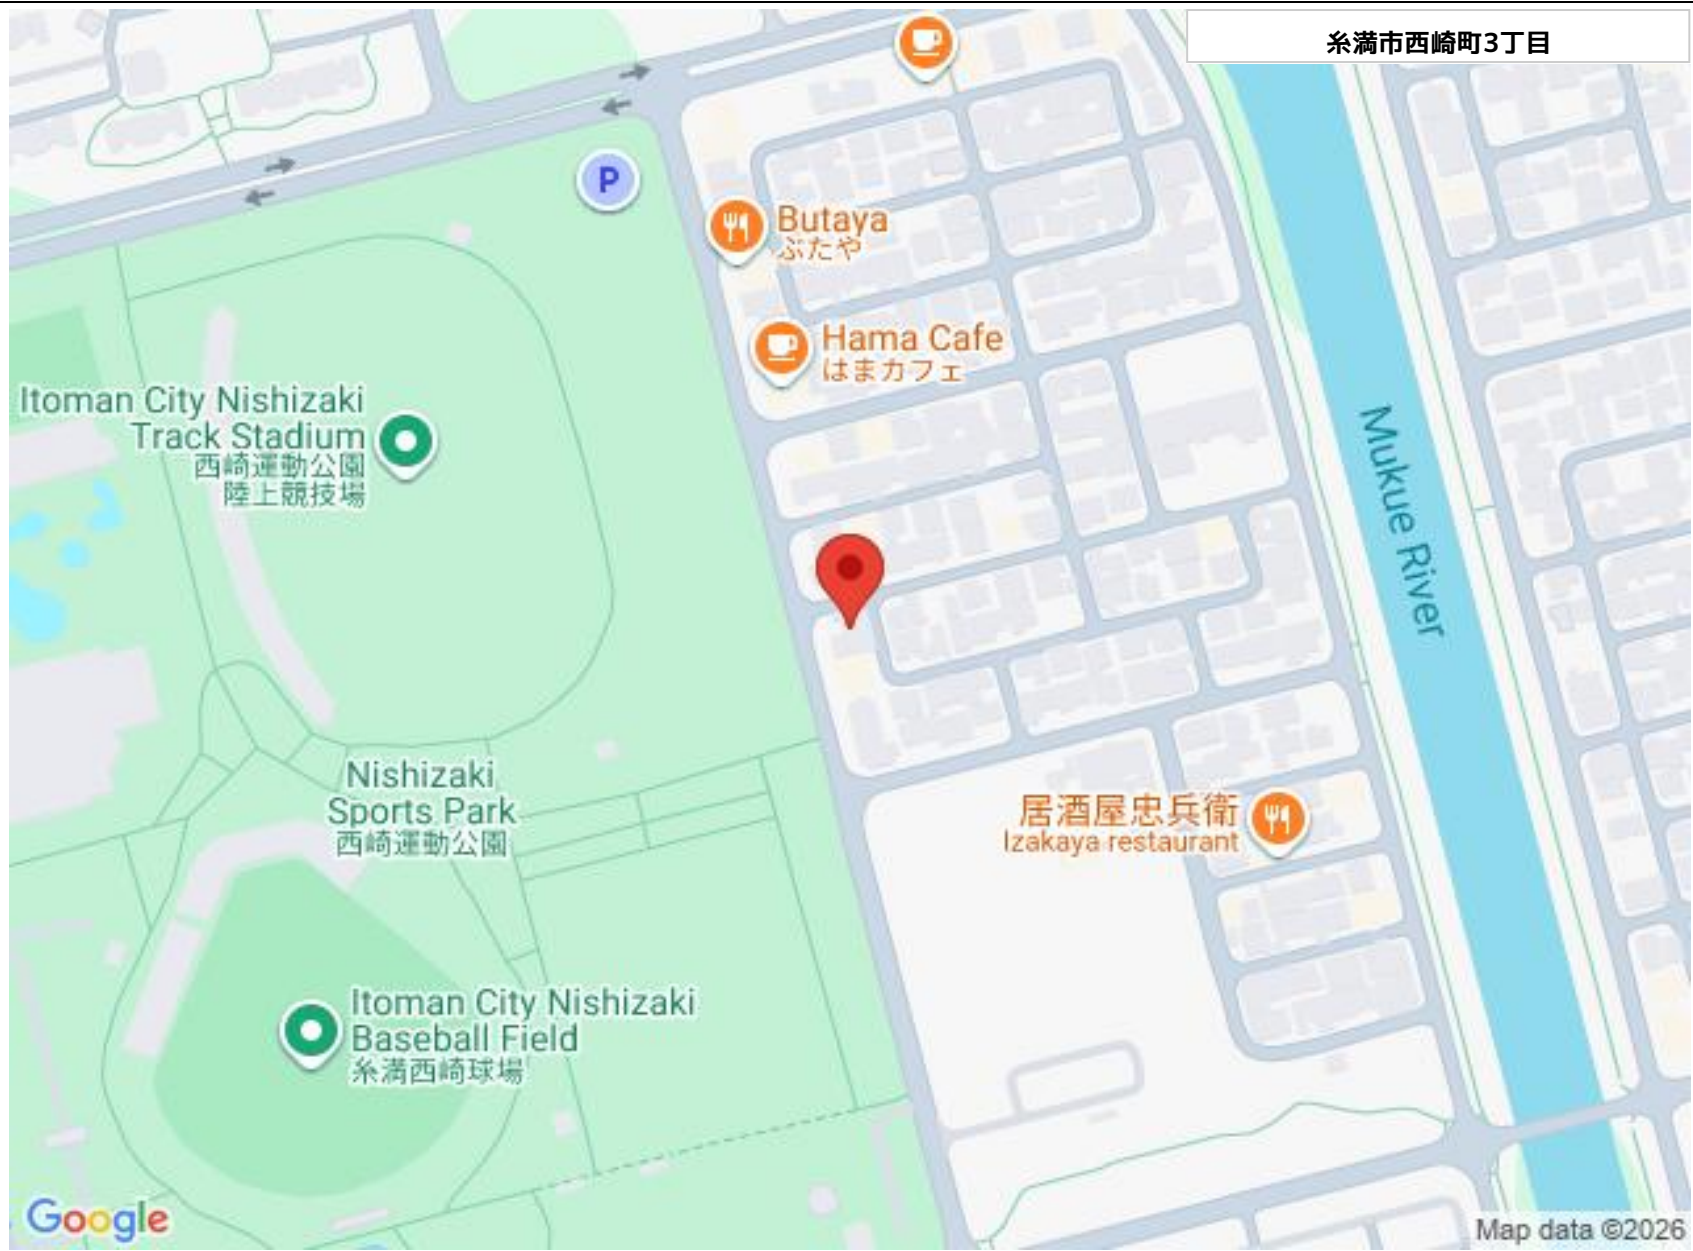 糸満市西崎町3丁目
P
Butaya
ぶたや
Hama Cafe
はまカフェ
Itoman City Nishizaki
Track Stadium
西崎運動公園
陸上競技場
Mukue River
Nishizaki
Sports Park
西崎運動公園
居酒屋忠兵衛
Izakaya restaurant
Itoman City Nishizaki
Baseball Field
糸満西崎球場
Google
Map data ©2026